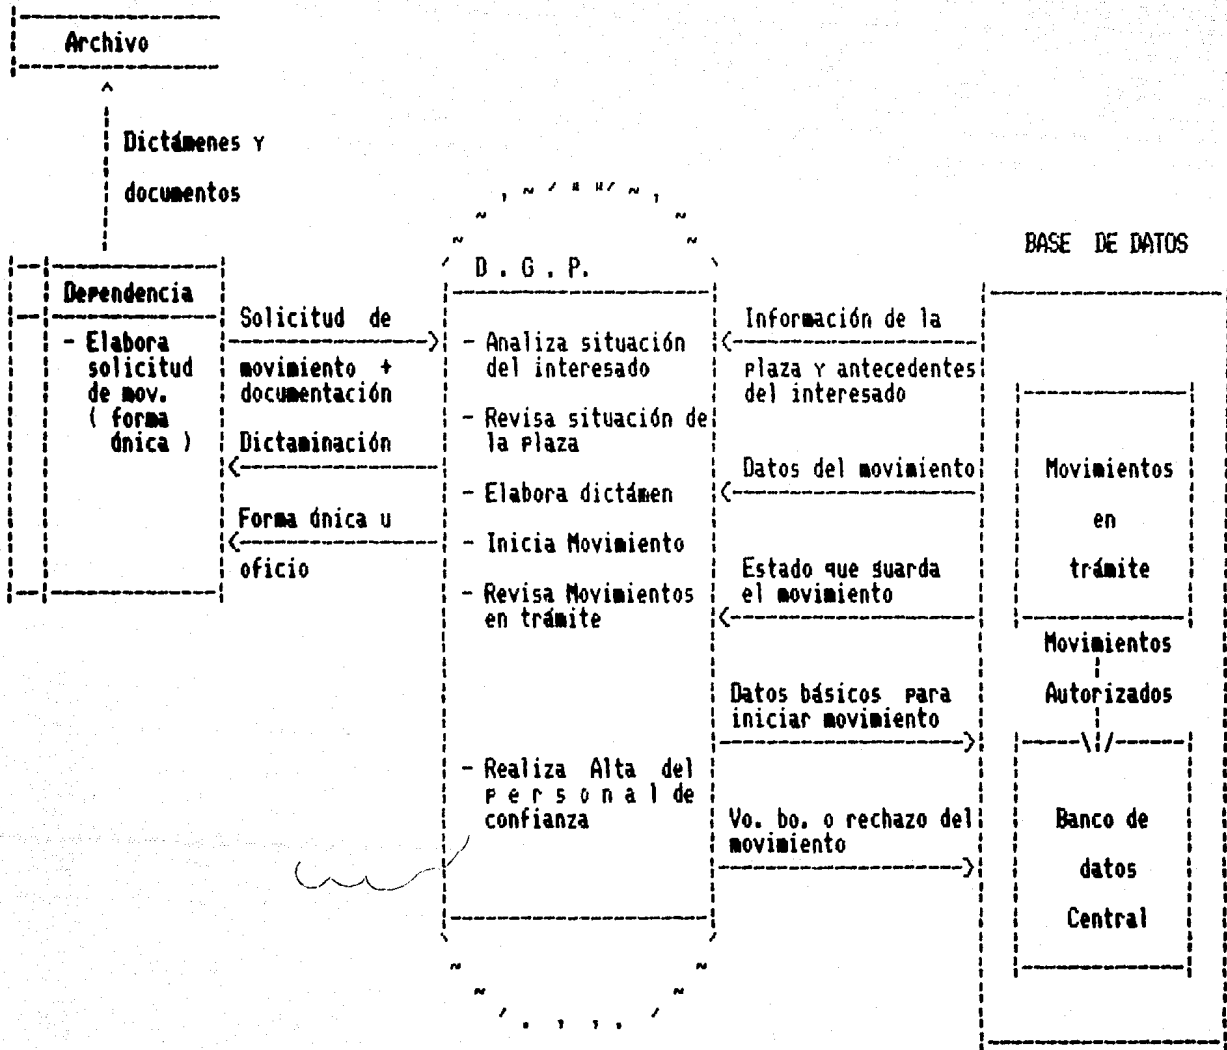 Archivo
Dictámenes y
documentos
Dependencia
- Elabora
solicitud
de mov.
( forma
única )
Solicitud de
movimiento +
documentación
Dictaminación
Forma única u
oficio
D . G . P.
- Analiza situación
del interesado
- Revisa situación de
la plaza
- Elabora dictámen
- Inicia Movimiento
- Revisa Movimientos
en trámite
- Realiza Alta del
p e r s o n a l de
confianza
Información de la
plaza y antecedentes
del interesado
Datos del movimiento
Estado que guarda
el movimiento
Datos básicos para
iniciar movimiento
Vo. bo. o rechazo del
movimiento
BASE DE DATOS
Movimientos
en
trámite
Movimientos
Autorizados
Banco de
datos
Central